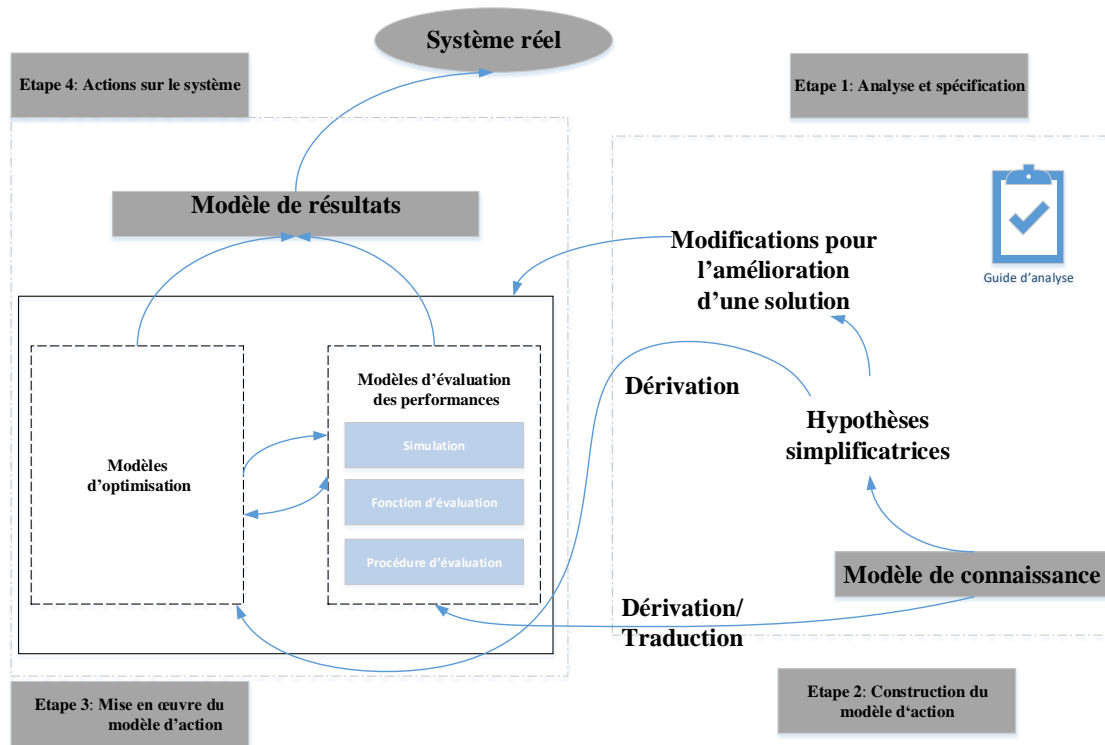 Système réel
Etape 4: Actions sur le système
Etape 1: Analyse et spécification
Modèle de résultats
Guide d'analyse
Modifications pour
l'amélioration
d'une solution
Modèles d'évaluation
des performances
Simulation
Fonction d'évaluation
Procédure d'évaluation
Modèles
d'optimisation
Dérivation
Hypothèses
simplificatrices
Modèle de connaissance
Dérivation/
Traduction
Etape 3: Mise en œuvre du
modèle d'action
Etape 2: Construction du
modèle d‘action